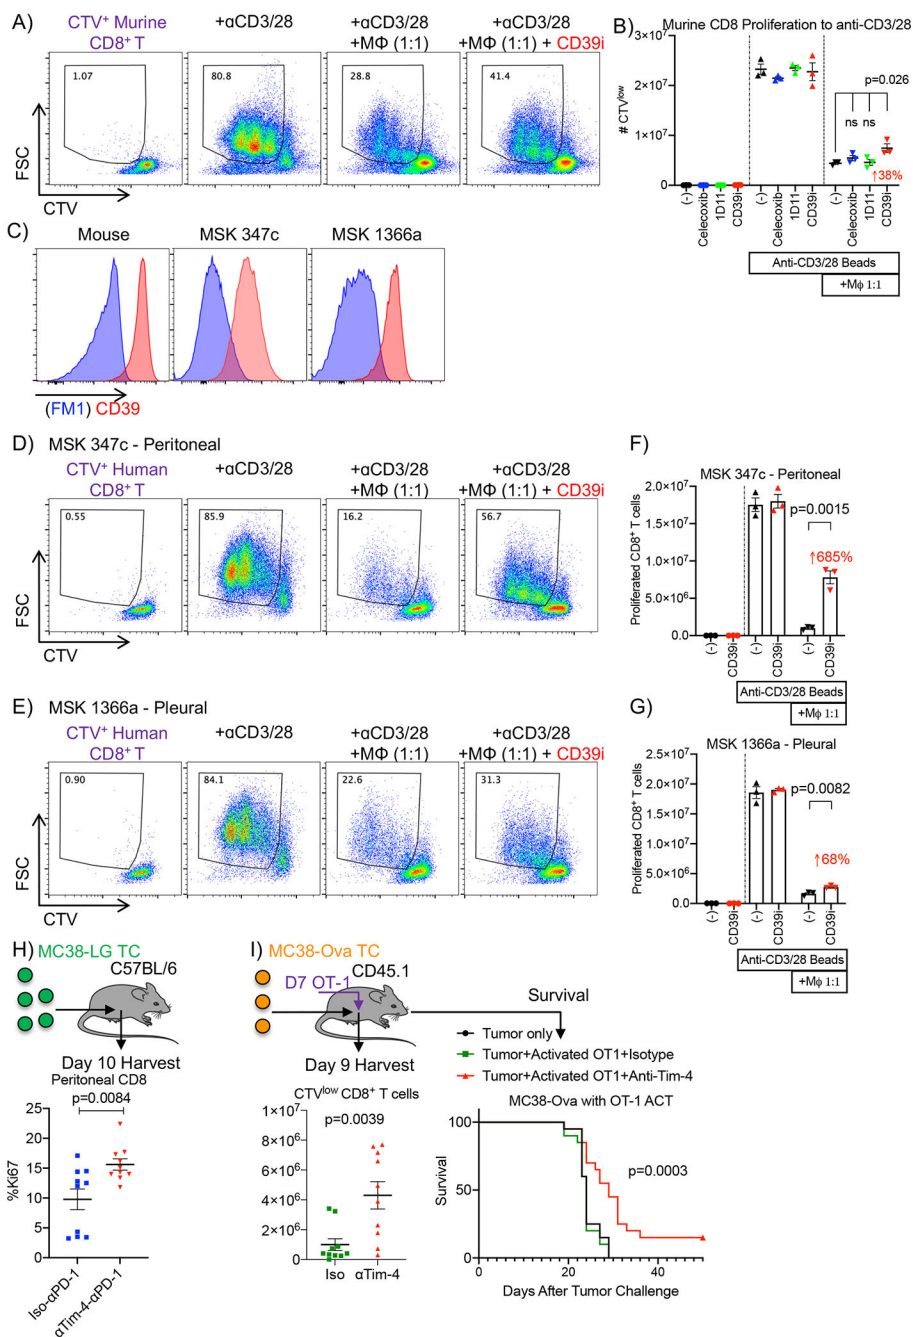 A)
CTV⁺ Murine
CD8⁺ T
+αCD3/28
+αCD3/28
+MΦ (1:1)
+αCD3/28
+MΦ (1:1) + CD39i
1.07
80.8
28.8
41.4
FSC
CTV
B)
Murine CD8 Proliferation to anti-CD3/28
# CTVˡᵒʷ
3×10⁷
2×10⁷
1×10⁷
0
p=0.026
ns ns
↑38%
(-)
Celecoxib
1D11
CD39i
(-)
Celecoxib
1D11
CD39i
(-)
Celecoxib
1D11
CD39i
Anti-CD3/28 Beads
+Mϕ 1:1
C)
Mouse
MSK 347c
MSK 1366a
(FM1) CD39
D)
MSK 347c - Peritoneal
CTV⁺ Human
CD8⁺ T
+αCD3/28
+αCD3/28
+MΦ (1:1)
+αCD3/28
+MΦ (1:1) + CD39i
0.55
85.9
16.2
56.7
FSC
CTV
F)
MSK 347c - Peritoneal
Proliferated CD8⁺ T cells
2.0×10⁷
1.5×10⁷
1.0×10⁷
5.0×10⁶
0.0
p=0.0015
↑685%
(-)
CD39i
(-)
CD39i
(-)
CD39i
Anti-CD3/28 Beads
+Mϕ 1:1
E)
MSK 1366a - Pleural
CTV⁺ Human
CD8⁺ T
+αCD3/28
+αCD3/28
+MΦ (1:1)
+αCD3/28
+MΦ (1:1) + CD39i
0.90
84.1
22.6
31.3
FSC
CTV
G)
MSK 1366a - Pleural
Proliferated CD8⁺ T cells
2.5×10⁷
2.0×10⁷
1.5×10⁷
1.0×10⁷
5.0×10⁶
0.0
p=0.0082
↑68%
(-)
CD39i
(-)
CD39i
(-)
CD39i
Anti-CD3/28 Beads
+Mϕ 1:1
H)
MC38-LG TC
C57BL/6
Day 10 Harvest
Peritoneal CD8
p=0.0084
%Ki67
25
20
15
10
5
0
Iso-αPD-1
αTim-4-αPD-1
I)
MC38-Ova TC
D7 OT-1
CD45.1
Survival
Day 9 Harvest
Tumor only
Tumor+Activated OT1+Isotype
Tumor+Activated OT1+Anti-Tim-4
CTVˡᵒʷ CD8⁺ T cells
p=0.0039
1×10⁷
8×10⁶
6×10⁶
4×10⁶
2×10⁶
0
Iso
αTim-4
MC38-Ova with OT-1 ACT
Survival
100
50
0
p=0.0003
0
20
40
Days After Tumor Challenge